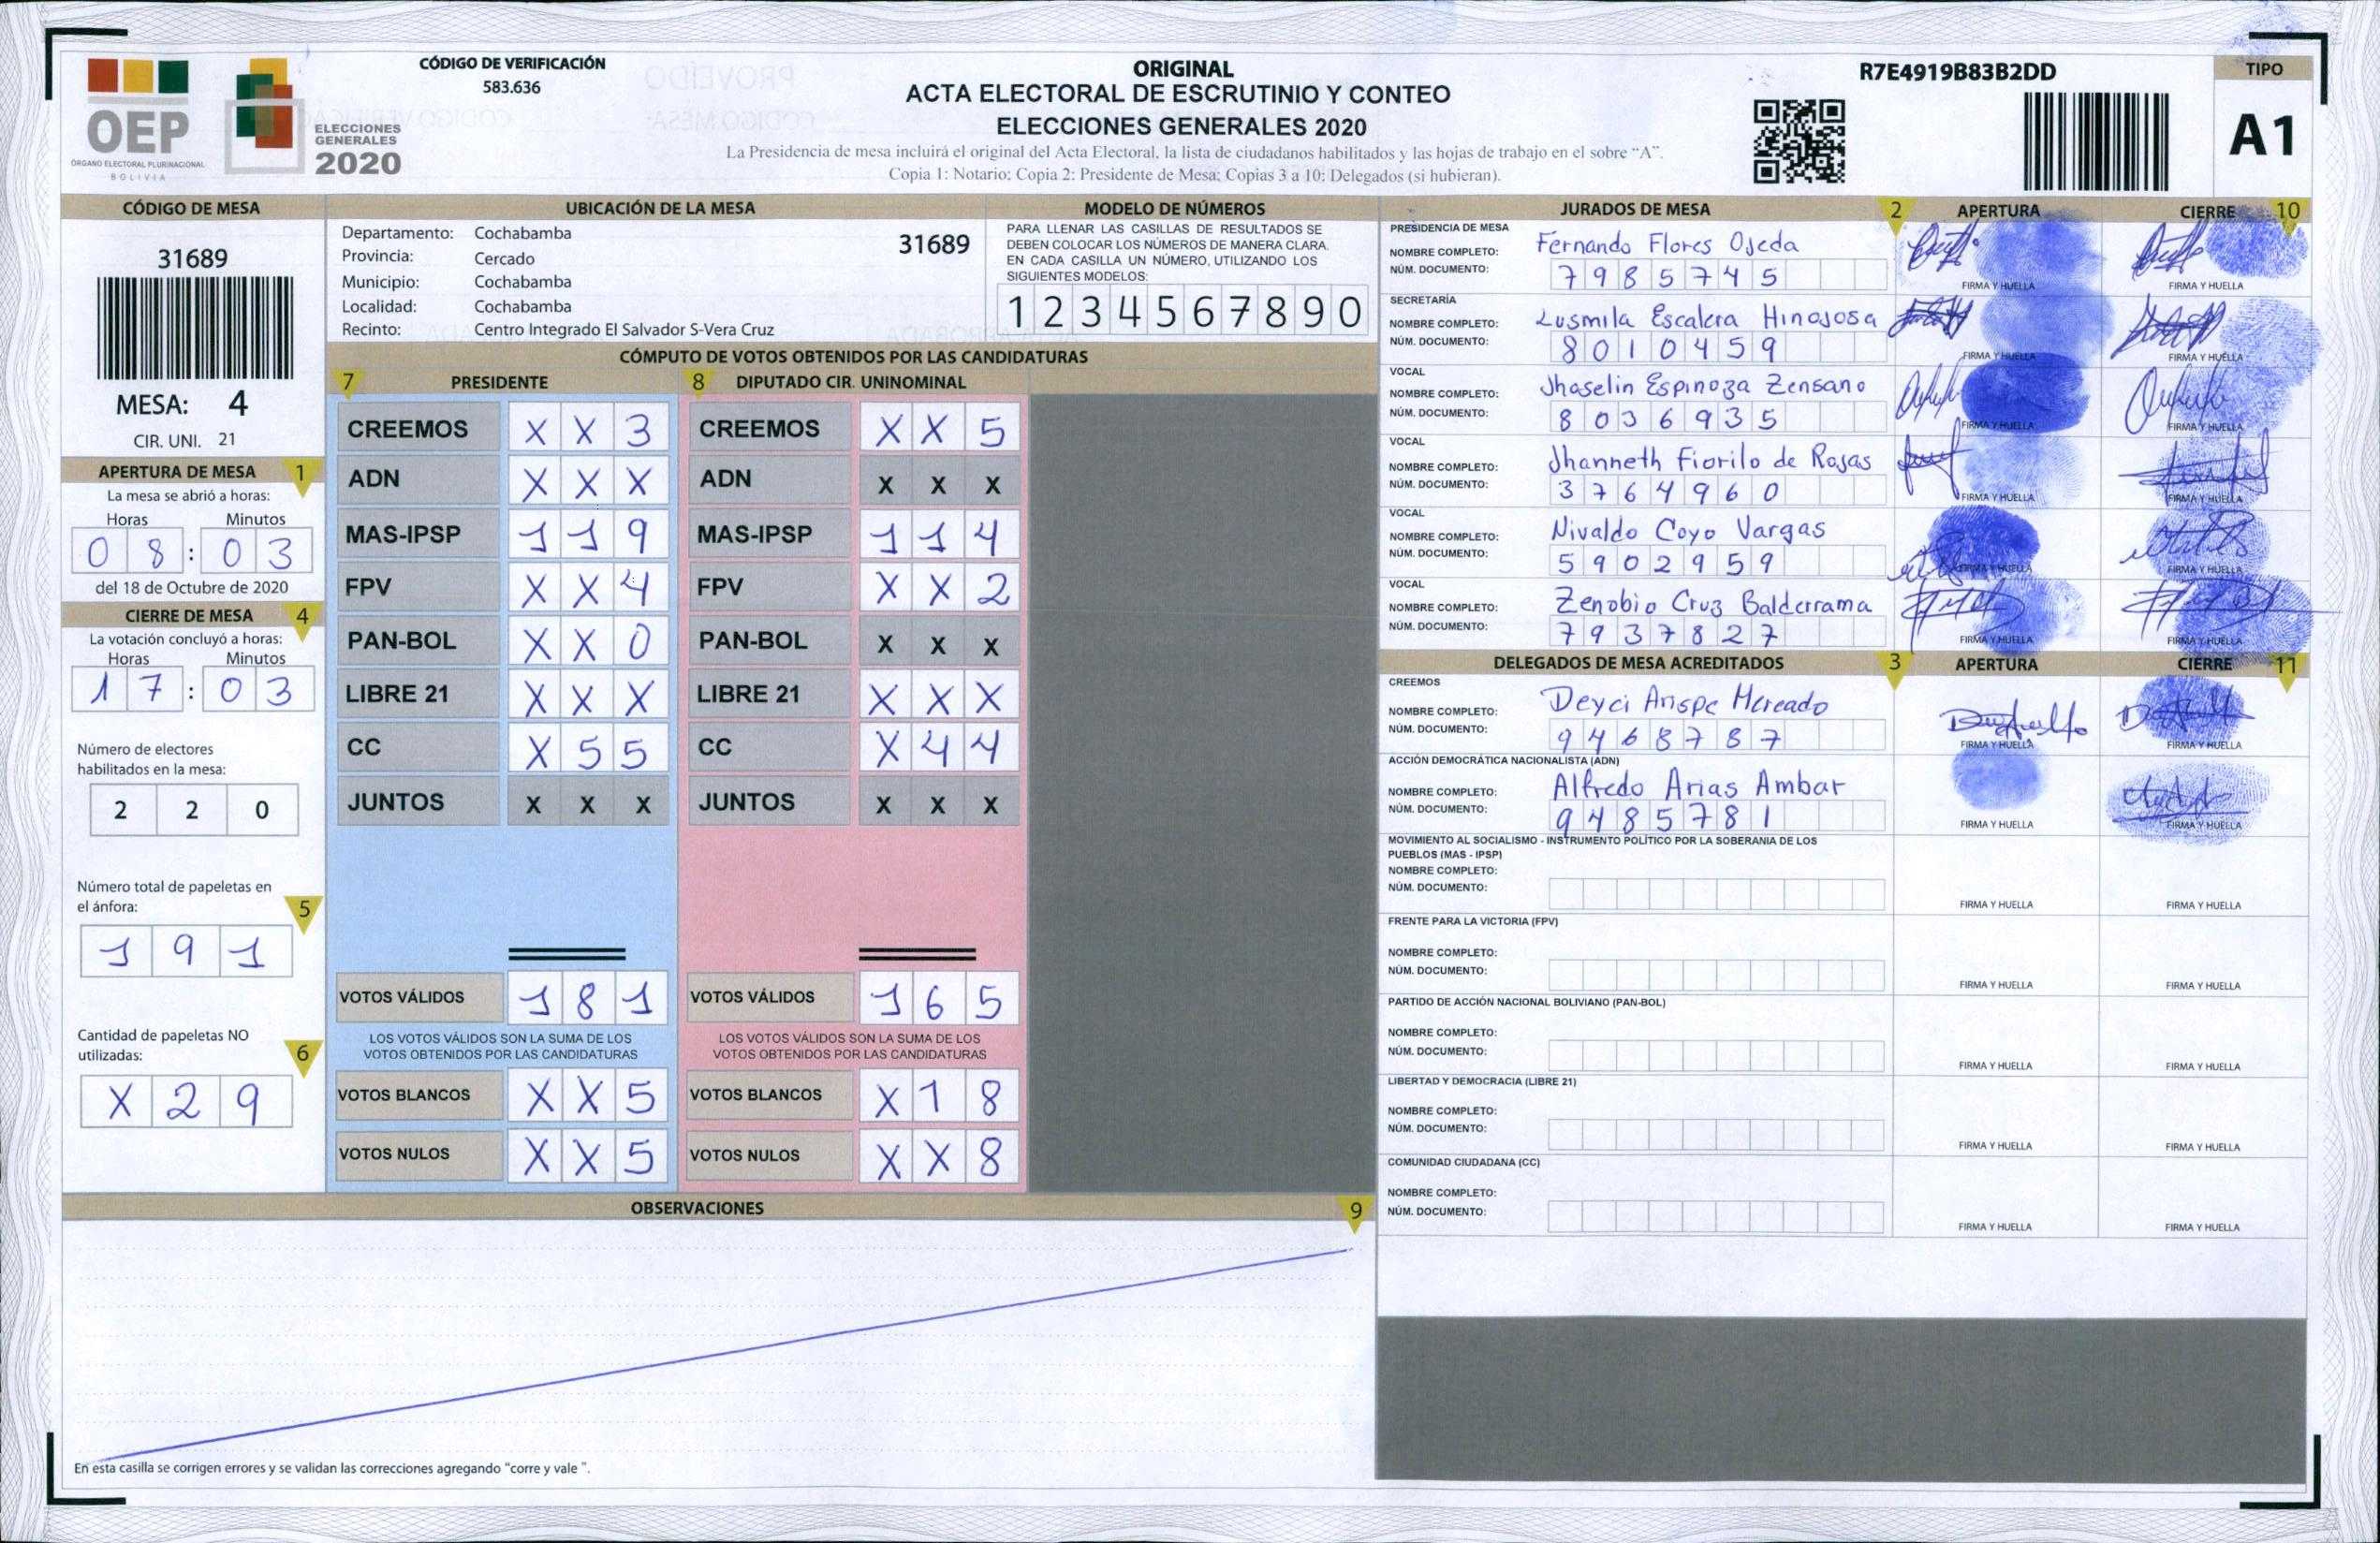 OEP
ÓRGANO ELECTORAL PLURINACIONAL
BOLIVIA
ELECCIONES
GENERALES
2020
CÓDIGO DE VERIFICACIÓN
583.636
ORIGINAL
ACTA ELECTORAL DE ESCRUTINIO Y CONTEO
ELECCIONES GENERALES 2020
La Presidencia de mesa incluirá el original del Acta Electoral, la lista de ciudadanos habilitados y las hojas de trabajo en el sobre “A”.
Copia 1: Notario; Copia 2: Presidente de Mesa; Copias 3 a 10: Delegados (si hubieran).
R7E4919B83B2DD
TIPO
A1
CÓDIGO DE MESA
31689
MESA: 4
CIR. UNI. 21
APERTURA DE MESA 1
La mesa se abrió a horas:
Horas Minutos
0 8 : 0 3
del 18 de Octubre de 2020
CIERRE DE MESA 4
La votación concluyó a horas:
Horas Minutos
1 7 : 0 3
Número de electores
habilitados en la mesa:
2 2 0
Número total de papeletas en
el ánfora: 5
1 9 1
Cantidad de papeletas NO
utilizadas: 6
X 2 9
UBICACIÓN DE LA MESA
Departamento: Cochabamba
31689
Provincia: Cercado
Municipio: Cochabamba
Localidad: Cochabamba
Recinto: Centro Integrado El Salvador S-Vera Cruz
MODELO DE NÚMEROS
PARA LLENAR LAS CASILLAS DE RESULTADOS SE
DEBEN COLOCAR LOS NÚMEROS DE MANERA CLARA.
EN CADA CASILLA UN NÚMERO, UTILIZANDO LOS
SIGUIENTES MODELOS:
1 2 3 4 5 6 7 8 9 0
CÓMPUTO DE VOTOS OBTENIDOS POR LAS CANDIDATURAS
7 PRESIDENTE 8 DIPUTADO CIR. UNINOMINAL
CREEMOS X X 3 CREEMOS X X 5
ADN X X X ADN X X X
MAS-IPSP 1 1 9 MAS-IPSP 1 1 4
FPV X X 4 FPV X X 2
PAN-BOL X X 0 PAN-BOL X X X
LIBRE 21 X X X LIBRE 21 X X X
CC X 5 5 CC X 4 4
JUNTOS X X X JUNTOS X X X
VOTOS VÁLIDOS 1 8 1 VOTOS VÁLIDOS 1 6 5
LOS VOTOS VÁLIDOS SON LA SUMA DE LOS LOS VOTOS VÁLIDOS SON LA SUMA DE LOS
VOTOS OBTENIDOS POR LAS CANDIDATURAS VOTOS OBTENIDOS POR LAS CANDIDATURAS
VOTOS BLANCOS X X 5 VOTOS BLANCOS X 1 8
VOTOS NULOS X X 5 VOTOS NULOS X X 8
OBSERVACIONES 9
En esta casilla se corrigen errores y se validan las correcciones agregando “corre y vale ”.
JURADOS DE MESA 2 APERTURA CIERRE 10
PRESIDENCIA DE MESA
NOMBRE COMPLETO: Fernando Flores Ojeda
NÚM. DOCUMENTO: 7 9 8 5 7 4 5
FIRMA Y HUELLA FIRMA Y HUELLA
SECRETARÍA
NOMBRE COMPLETO: Lusmila Escalera Hinojosa
NÚM. DOCUMENTO: 8 0 1 0 4 5 9
FIRMA Y HUELLA FIRMA Y HUELLA
VOCAL
NOMBRE COMPLETO: Jhaselin Espinoza Zensano
NÚM. DOCUMENTO: 8 0 3 6 9 3 5
FIRMA Y HUELLA FIRMA Y HUELLA
VOCAL
NOMBRE COMPLETO: Jhanneth Fiorilo de Rojas
NÚM. DOCUMENTO: 3 7 6 4 9 6 0
FIRMA Y HUELLA FIRMA Y HUELLA
VOCAL
NOMBRE COMPLETO: Nivaldo Coyo Vargas
NÚM. DOCUMENTO: 5 9 0 2 9 5 9
FIRMA Y HUELLA FIRMA Y HUELLA
VOCAL
NOMBRE COMPLETO: Zenobio Cruz Balderrama
NÚM. DOCUMENTO: 7 9 3 7 8 2 7
FIRMA Y HUELLA FIRMA Y HUELLA
DELEGADOS DE MESA ACREDITADOS 3 APERTURA CIERRE 11
CREEMOS
NOMBRE COMPLETO: Deyci Arispe Mercado
NÚM. DOCUMENTO: 9 4 6 8 7 8 7
FIRMA Y HUELLA FIRMA Y HUELLA
ACCIÓN DEMOCRÁTICA NACIONALISTA (ADN)
NOMBRE COMPLETO: Alfredo Arias Ambar
NÚM. DOCUMENTO: 9 4 8 5 7 8 1
FIRMA Y HUELLA FIRMA Y HUELLA
MOVIMIENTO AL SOCIALISMO - INSTRUMENTO POLÍTICO POR LA SOBERANIA DE LOS
PUEBLOS (MAS - IPSP)
NOMBRE COMPLETO:
NÚM. DOCUMENTO:
FIRMA Y HUELLA FIRMA Y HUELLA
FRENTE PARA LA VICTORIA (FPV)
NOMBRE COMPLETO:
NÚM. DOCUMENTO:
FIRMA Y HUELLA FIRMA Y HUELLA
PARTIDO DE ACCIÓN NACIONAL BOLIVIANO (PAN-BOL)
NOMBRE COMPLETO:
NÚM. DOCUMENTO:
FIRMA Y HUELLA FIRMA Y HUELLA
LIBERTAD Y DEMOCRACIA (LIBRE 21)
NOMBRE COMPLETO:
NÚM. DOCUMENTO:
FIRMA Y HUELLA FIRMA Y HUELLA
COMUNIDAD CIUDADANA (CC)
NOMBRE COMPLETO:
NÚM. DOCUMENTO:
FIRMA Y HUELLA FIRMA Y HUELLA